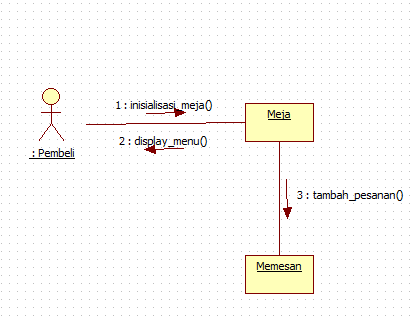 1 : inisialisasi_meja()
Meja
2 : display_menu()
: Pembeli
3 : tambah_pesanan()
Memesan